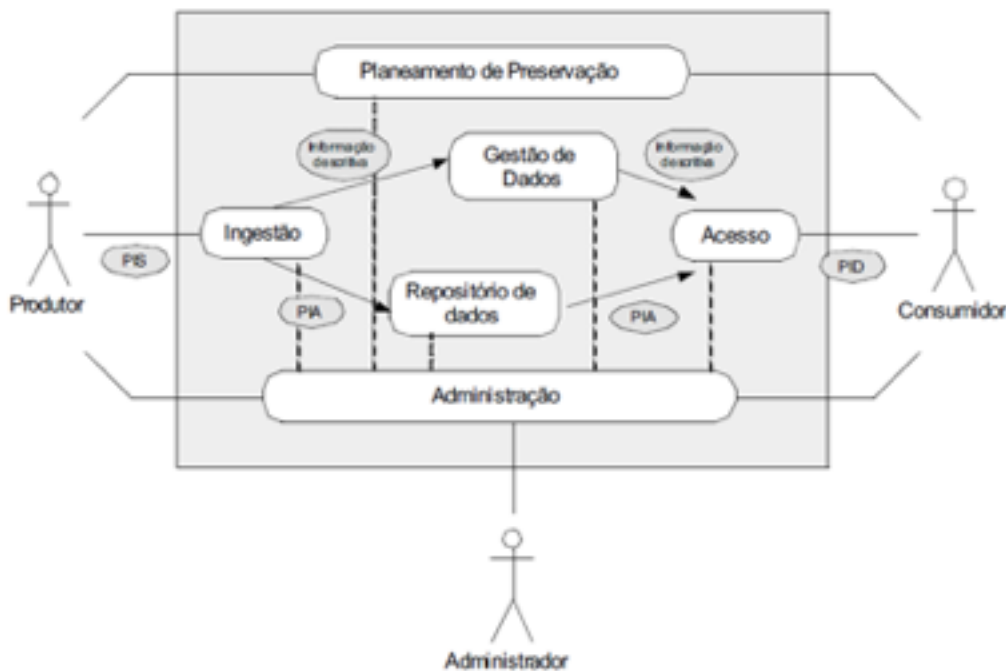 Planeamento de Preservação
Informação
descritiva
Gestão de
Dados
Informação
descritiva
Ingestão
Acesso
PIS
PID
Produtor
Consumidor
PIA
Repositório de
dados
PIA
Administração
Administrador